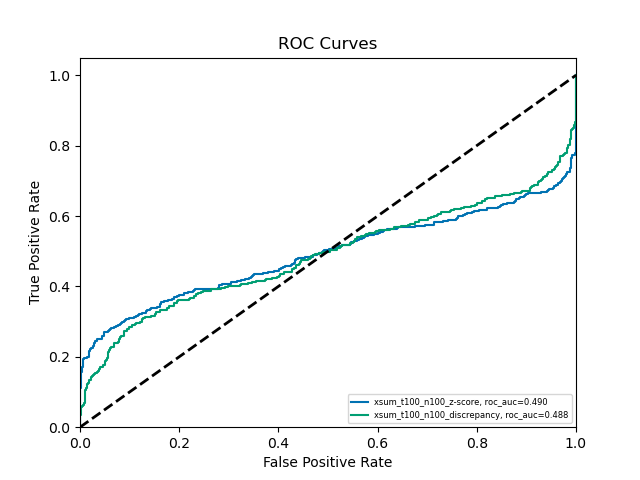 ROC Curves
True Positive Rate
1.0
0.8
0.6
0.4
0.2
0.0
xsum_t100_n100_z-score, roc_auc=0.490
xsum_t100_n100_discrepancy, roc_auc=0.488
0.0 0.2 0.4 0.6 0.8 1.0
False Positive Rate